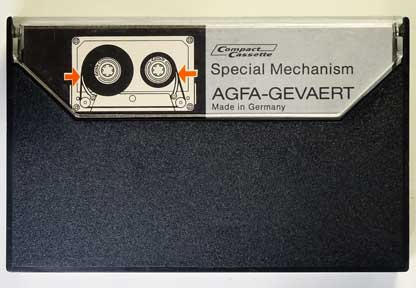 Compact
Cassette
Special Mechanism
AGFA-GEVAERT
Made in Germany